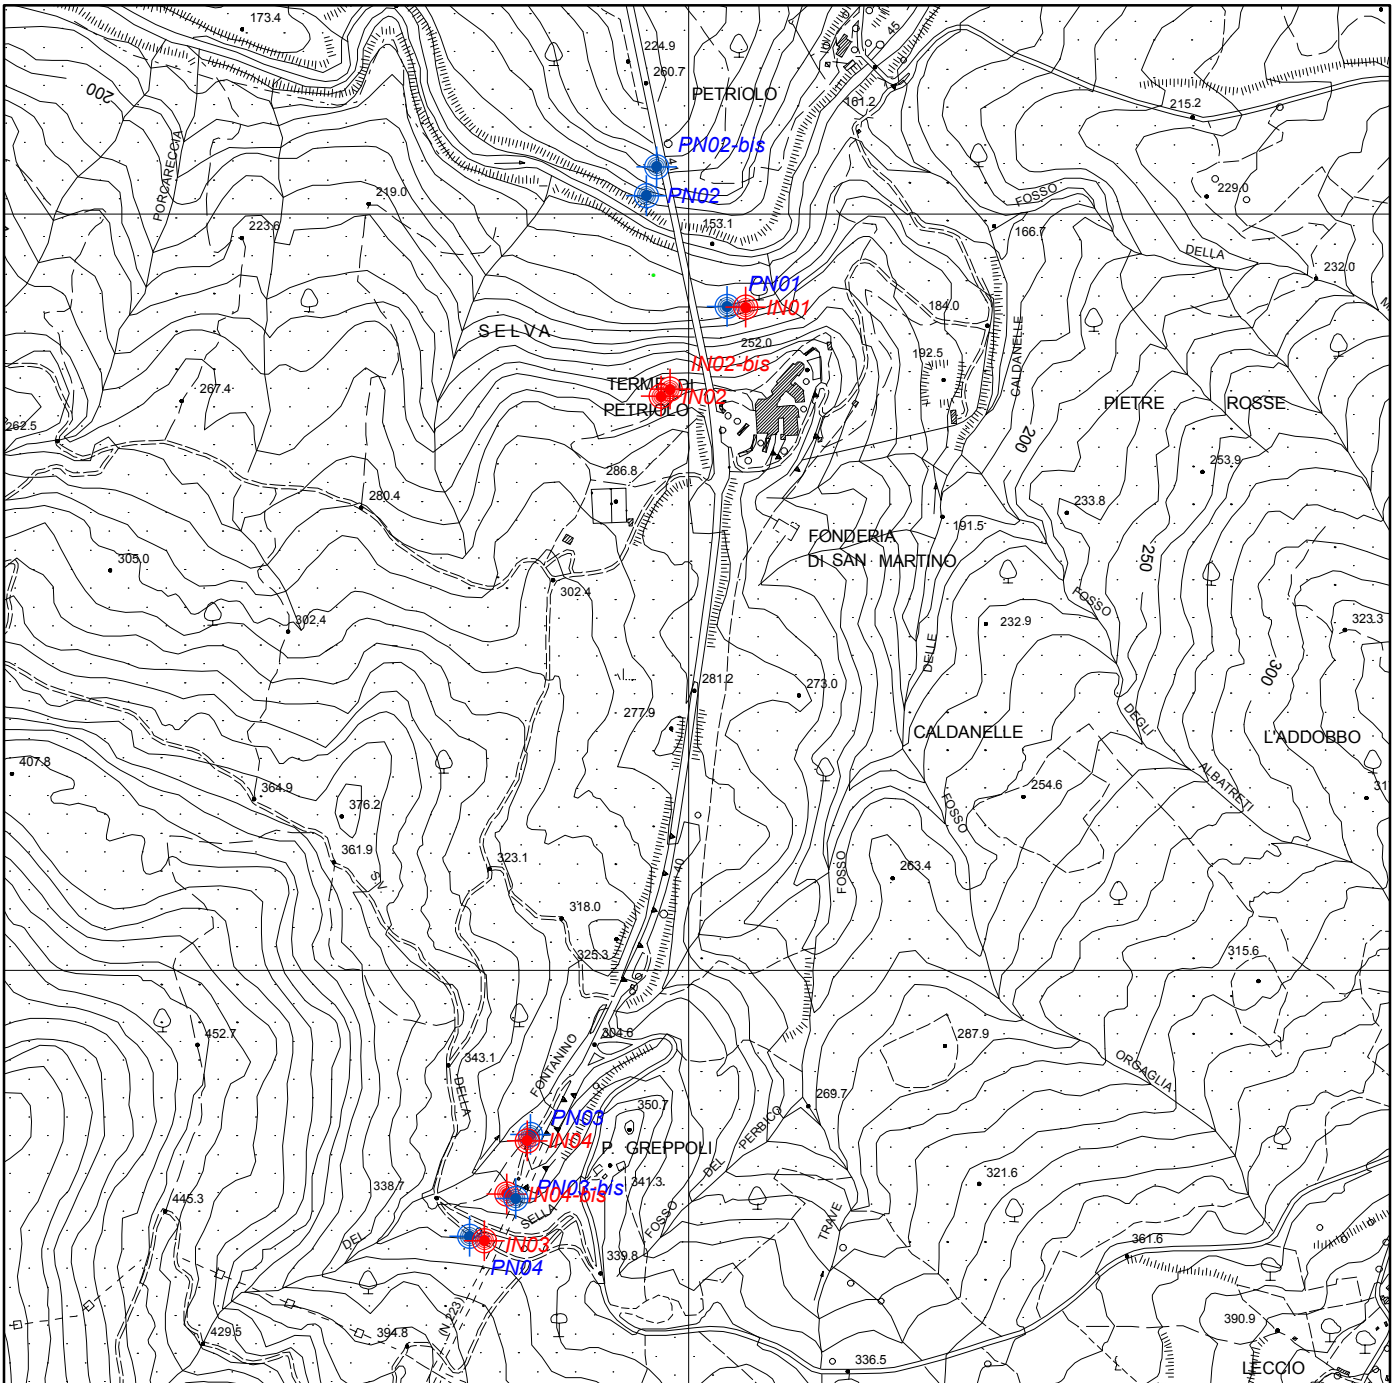 173.4
45
224.9
260.7
PETRIOLO
200
161.2
215.2
PN02-bis
FORCARECCIA
219.0
PN02
229.0
FOSSO
223.6
153.1
166.7
DELLA
232.0
PN01
IN01
184.0
SELVA
252.0
CALDANELLE
192.5
IN02-bis
TERME DI
IN02
267.4
PETRIOLO
PIETRE ROSSE
262.5
200
253.9
286.8
280.4
233.8
191.5
FONDERIA
DI SAN MARTINO
250
305.0
302.4
FOSSO
302.4
232.9
323.3
DELLE
300
281.2
273.0
277.9
DEGLI
CALDANELLE
L'ADDOBBO
407.8
ALBATRETI
364.9
376.2
254.6
31
FOSSO
361.9
323.1
40
FOSSO
263.4
S.V.
318.0
325.3
315.6
452.7
304.6
287.9
343.1
FONTANINO
ORGAGLIA
DELLA
269.7
350.7
PN03
IN04
P. GREPPOLI
DEL PERBICO
341.3
321.6
338.7
PN03-bis
IN04-bis
445.3
SELLA
FOSSO
TRAVE
DEL
IN03
339.8
361.6
PN04
(N.223)
390.9
429.5
394.8
336.5
LECCIO